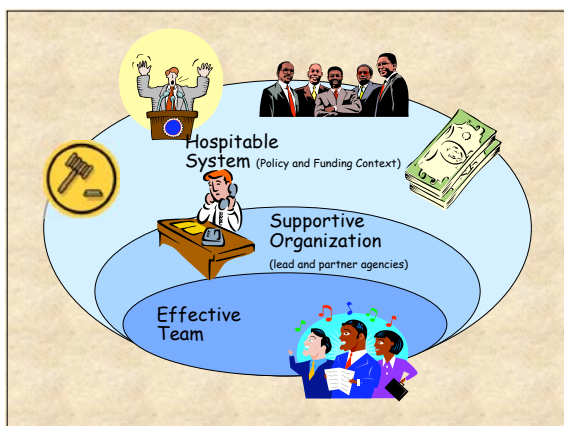 Hospitable
System (Policy and Funding Context)
Supportive
Organization
(lead and partner agencies)
Effective
Team